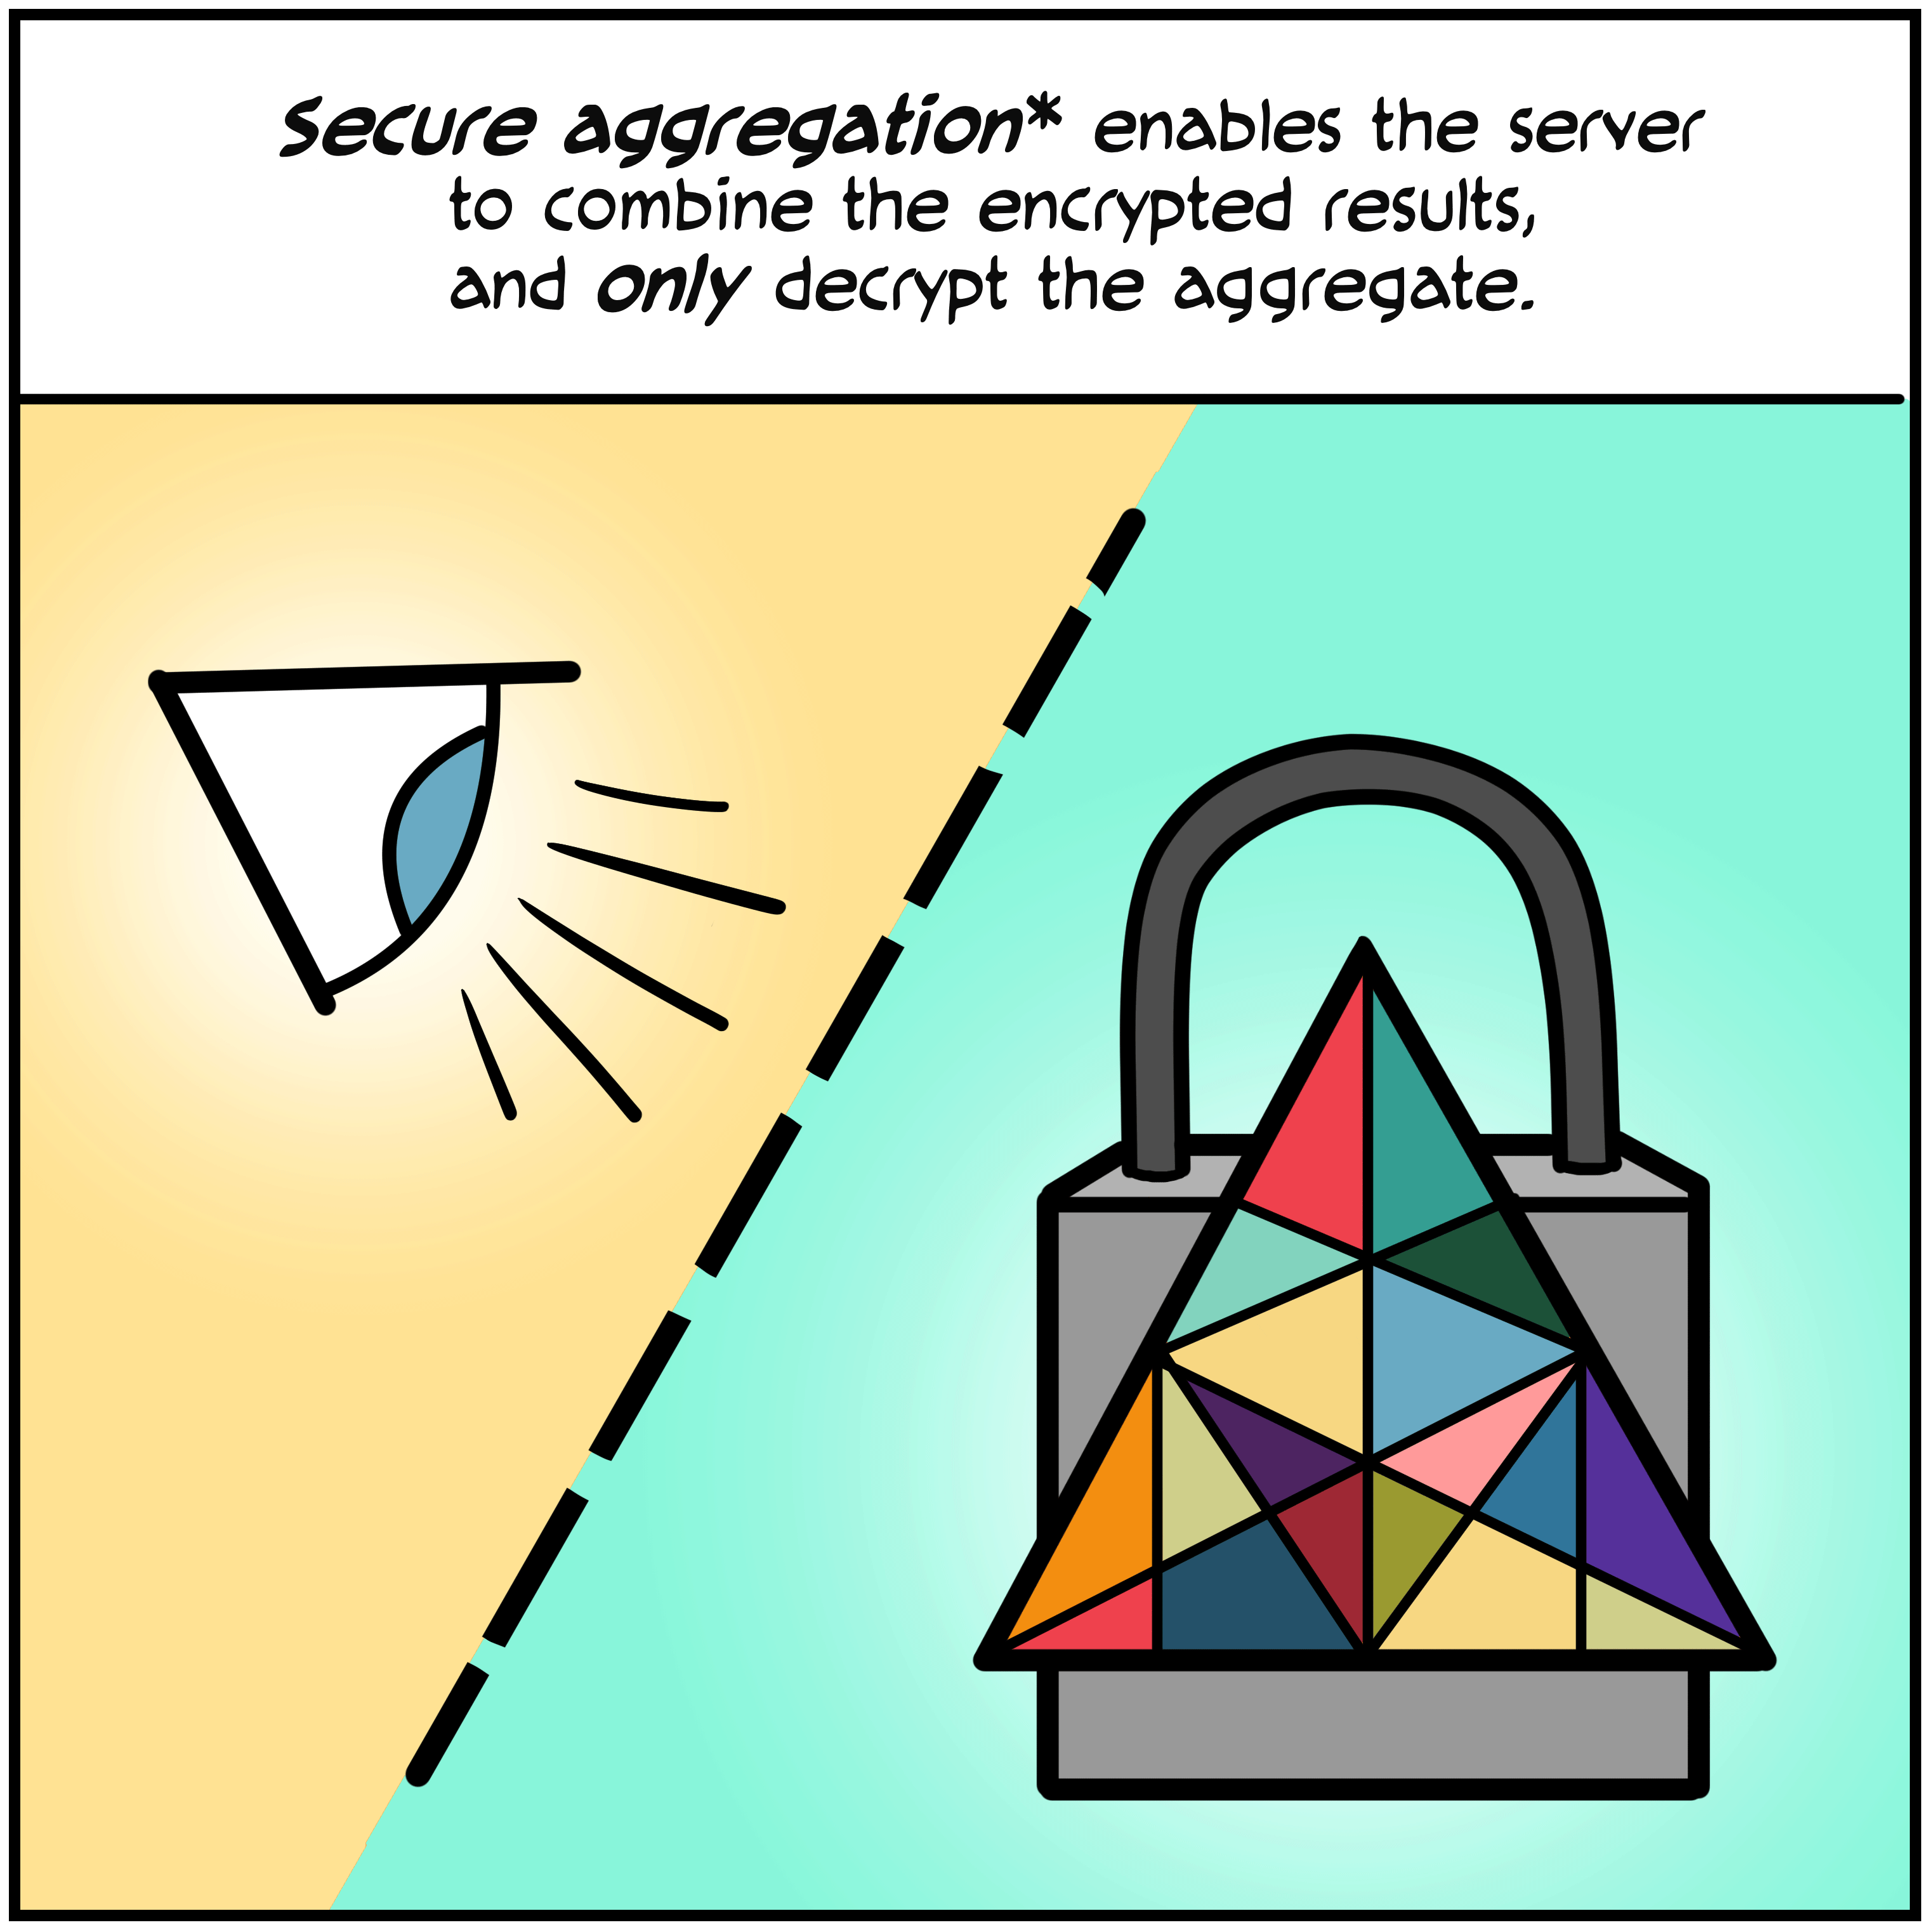 Secure aggregation* enables the server
to combine the encrypted results,
and only decrypt the aggregate.